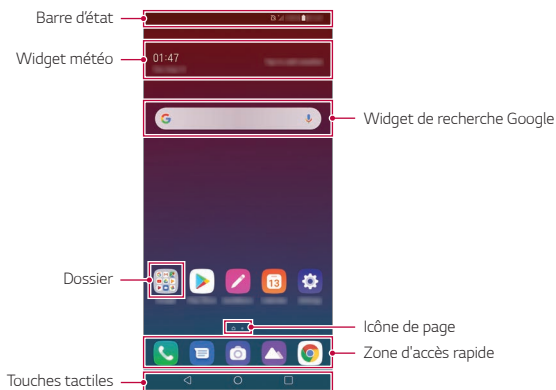 Barre d'état
Widget météo
01:47
Widget de recherche Google
Dossier
13
Icône de page
Zone d'accès rapide
Touches tactiles